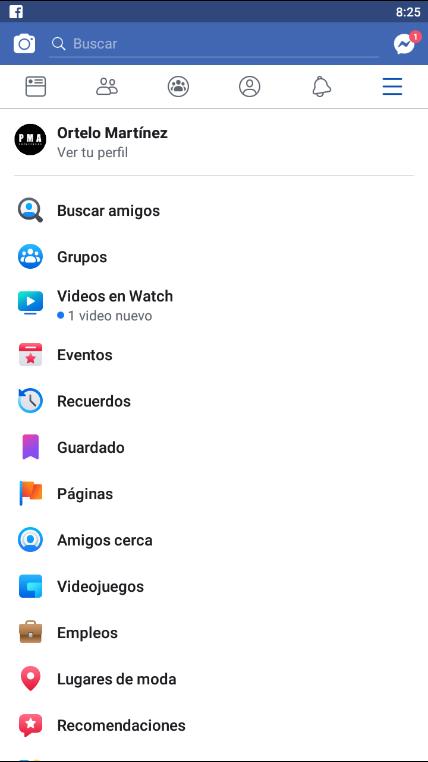 8:25
Buscar
1
PMA
Ortelo Martínez
Ver tu perfil
Buscar amigos
Grupos
Videos en Watch
1 video nuevo
Eventos
Recuerdos
Guardado
Páginas
Amigos cerca
Videojuegos
Empleos
Lugares de moda
Recomendaciones